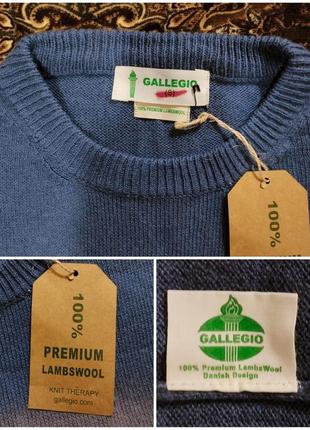 GALLEGIO
(S)
100% PREMIUM LAMBSWOOL
100%
100%
PREMIUM
LAMBSWOOL
KNIT THERAPY
gallegio.com
GALLEGIO
100% Premium LambsWool
Danish Design